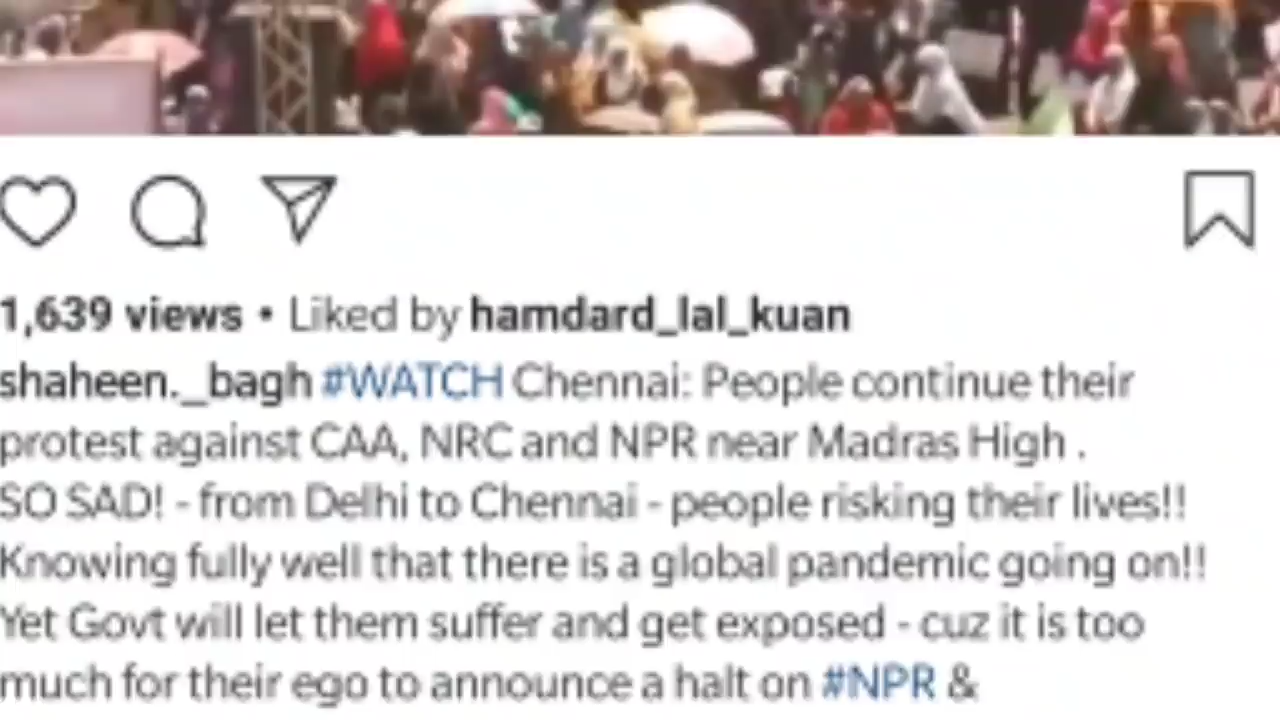 1,639 views • Liked by hamdard_lal_kuan
shaheen._bagh #WATCH Chennai: People continue their
protest against CAA, NRC and NPR near Madras High .
SO SAD! - from Delhi to Chennai - people risking their lives!!
Knowing fully well that there is a global pandemic going on!!
Yet Govt will let them suffer and get exposed - cuz it is too
much for their ego to announce a halt on #NPR &